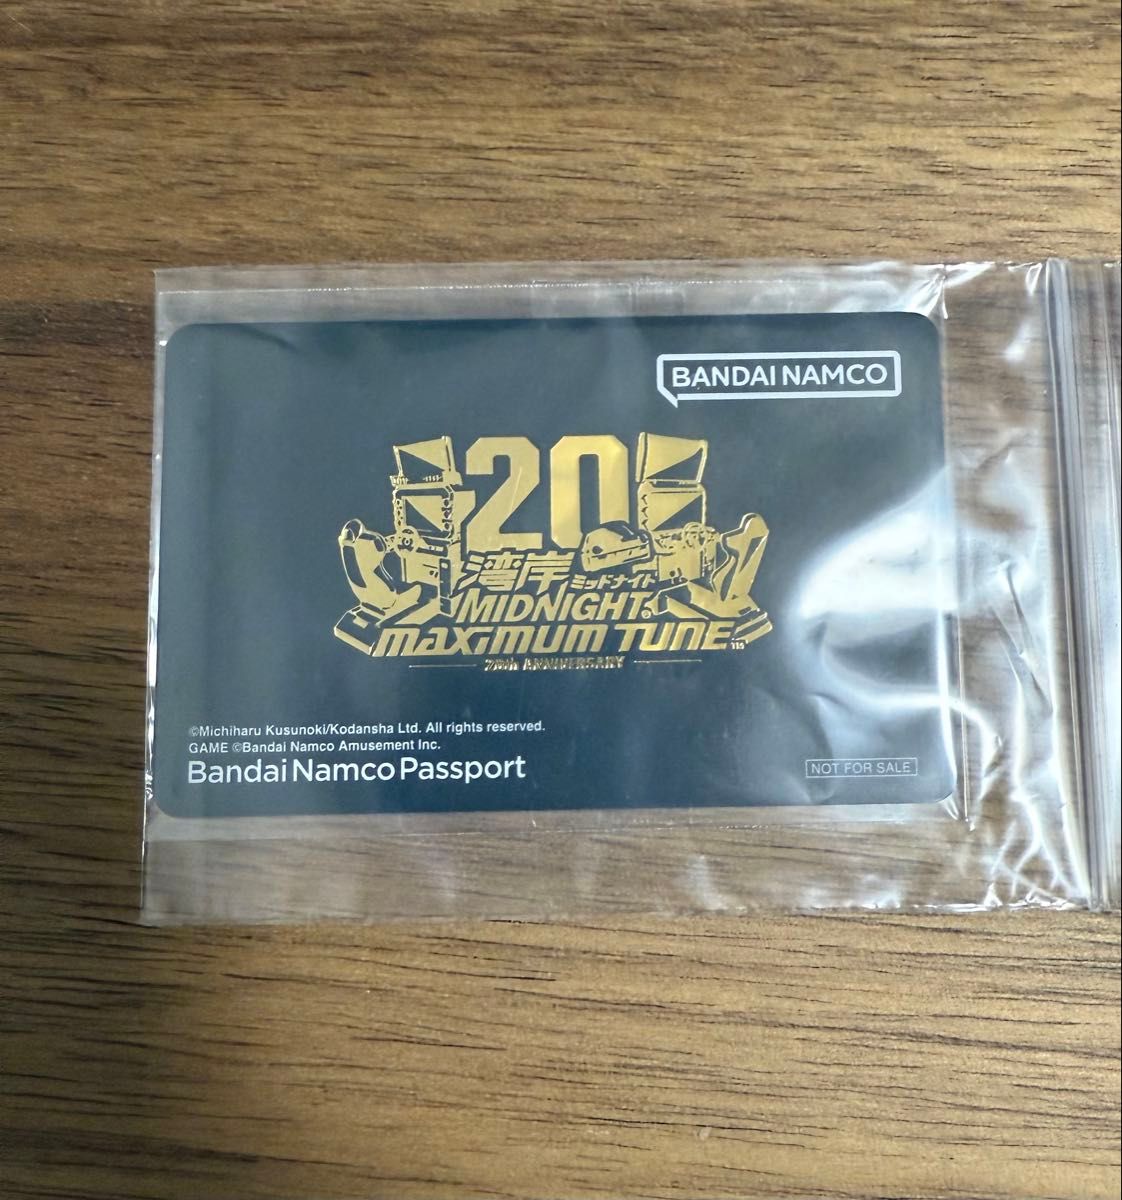 BANDAI NAMCO
20
湾岸 ミッドナイト
MIDNIGHT®
MAXIMUM TUNE™
20th ANNIVERSARY
©Michiharu Kusunoki/Kodansha Ltd. All rights reserved.
GAME ©Bandai Namco Amusement Inc.
Bandai Namco Passport
NOT FOR SALE